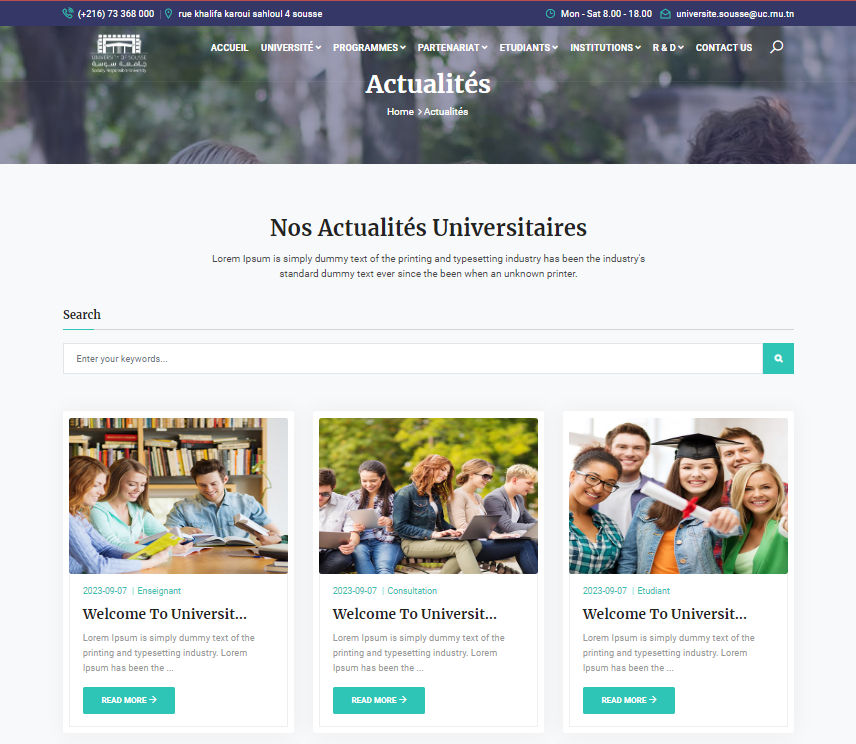 (+216) 73 368 000 | rue khalifa karoui sahloul 4 sousse
Mon - Sat 8.00 - 18.00 universite.sousse@uc.rnu.tn
UNIVERSITY OF SOUSSE
جامعة سوسة
Socially Responsible University
ACCUEIL UNIVERSITÉ PROGRAMMES PARTENARIAT ETUDIANTS INSTITUTIONS R & D CONTACT US
Actualités
Home > Actualités
Nos Actualités Universitaires
Lorem Ipsum is simply dummy text of the printing and typesetting industry has been the industry's
standard dummy text ever since the been when an unknown printer.
Search
Enter your keywords...
2023-09-07 | Enseignant
Welcome To Universit...
Lorem Ipsum is simply dummy text of the
printing and typesetting industry. Lorem
Ipsum has been the ...
READ MORE →
2023-09-07 | Consultation
Welcome To Universit...
Lorem Ipsum is simply dummy text of the
printing and typesetting industry. Lorem
Ipsum has been the ...
READ MORE →
2023-09-07 | Etudiant
Welcome To Universit...
Lorem Ipsum is simply dummy text of the
printing and typesetting industry. Lorem
Ipsum has been the ...
READ MORE →